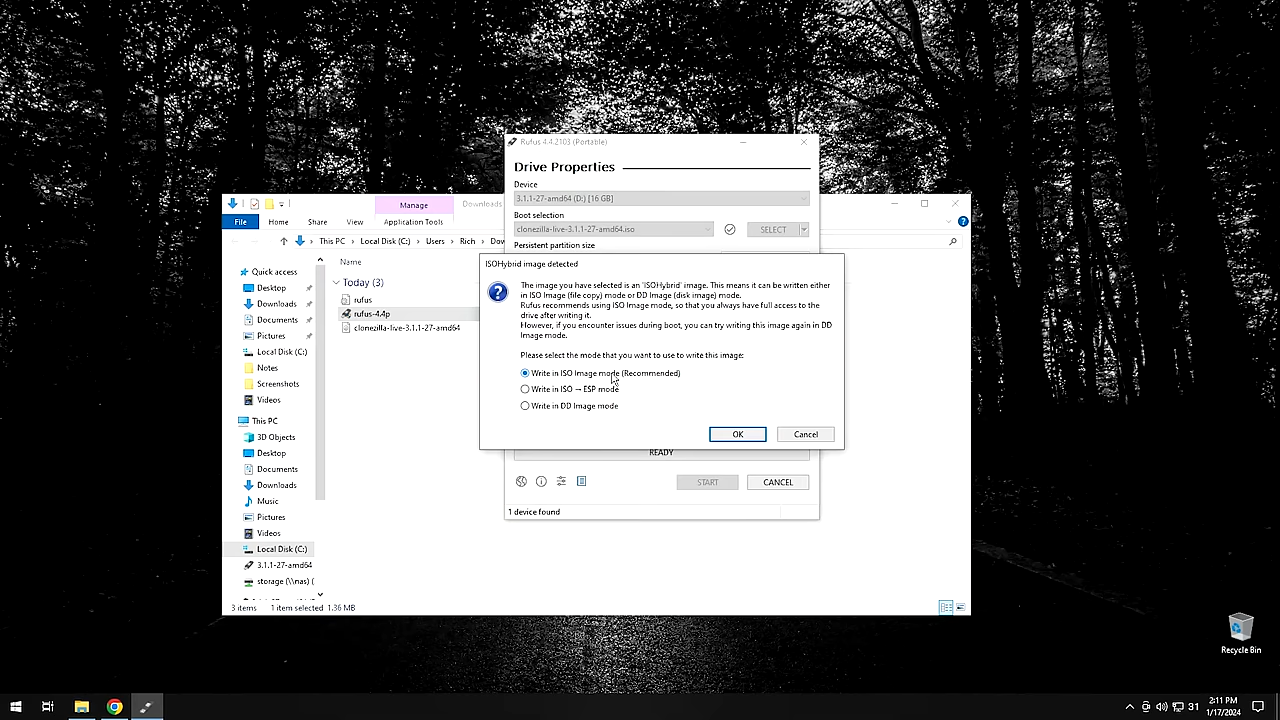 Rufus 4.4.2103 (Portable)
Drive Properties
Device
3.1.1-27-amd64 (D:) [16 GB]
Boot selection
clonezilla-live-3.1.1-27-amd64.iso
SELECT
Persistent partition size
Manage
Downloads
File
Home
Share
View
Application Tools
This PC
Local Disk (C:)
Users
Rich
Dow
Quick access
Desktop
Downloads
Documents
Pictures
Local Disk (C:)
Notes
Screenshots
Videos
This PC
3D Objects
Desktop
Documents
Downloads
Music
Pictures
Videos
Local Disk (C:)
3.1.1-27-amd64
storage (\\nas) (
Name
Today (3)
rufus
rufus-4.4p
clonezilla-live-3.1.1-27-amd64
3 items
1 item selected
1.36 MB
ISOHybrid image detected
The image you have selected is an 'ISOHybrid' image. This means it can be written either
in ISO Image (file copy) mode or DD Image (disk image) mode.
Rufus recommends using ISO Image mode, so that you always have full access to the
drive after writing it.
However, if you encounter issues during boot, you can try writing this image again in DD
Image mode.
Please select the mode that you want to use to write this image:
Write in ISO Image mode (Recommended)
Write in ISO → ESP mode
Write in DD Image mode
OK
Cancel
READY
START
CANCEL
1 device found
Recycle Bin
31
2:11 PM
1/17/2024